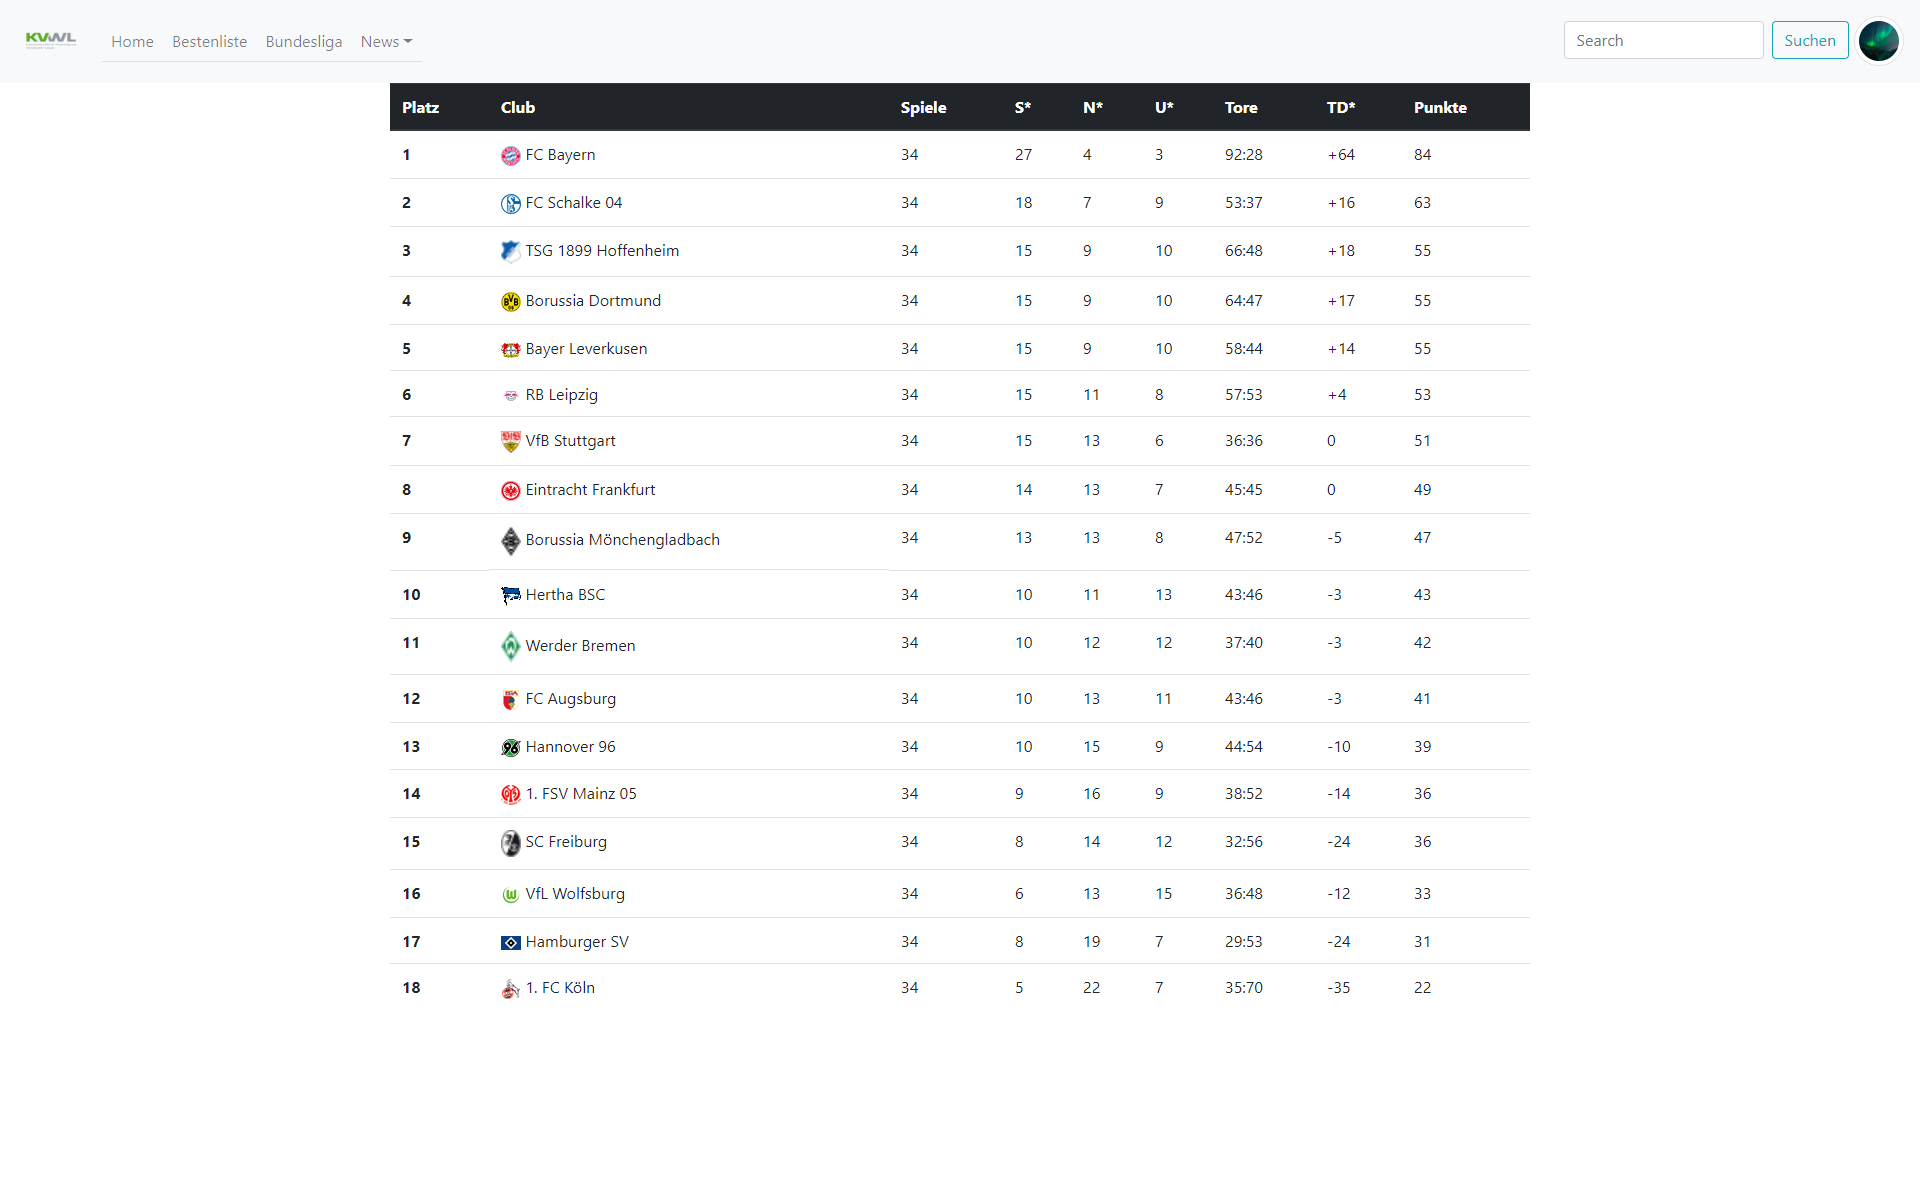 KVWL
Home Bestenliste Bundesliga News
Search Suchen
Platz Club Spiele S* N* U* Tore TD* Punkte
1 FC Bayern 34 27 4 3 92:28 +64 84
2 FC Schalke 04 34 18 7 9 53:37 +16 63
3 TSG 1899 Hoffenheim 34 15 9 10 66:48 +18 55
4 Borussia Dortmund 34 15 9 10 64:47 +17 55
5 Bayer Leverkusen 34 15 9 10 58:44 +14 55
6 RB Leipzig 34 15 11 8 57:53 +4 53
7 VfB Stuttgart 34 15 13 6 36:36 0 51
8 Eintracht Frankfurt 34 14 13 7 45:45 0 49
9 Borussia Mönchengladbach 34 13 13 8 47:52 -5 47
10 Hertha BSC 34 10 11 13 43:46 -3 43
11 Werder Bremen 34 10 12 12 37:40 -3 42
12 FC Augsburg 34 10 13 11 43:46 -3 41
13 Hannover 96 34 10 15 9 44:54 -10 39
14 1. FSV Mainz 05 34 9 16 9 38:52 -14 36
15 SC Freiburg 34 8 14 12 32:56 -24 36
16 VfL Wolfsburg 34 6 13 15 36:48 -12 33
17 Hamburger SV 34 8 19 7 29:53 -24 31
18 1. FC Köln 34 5 22 7 35:70 -35 22